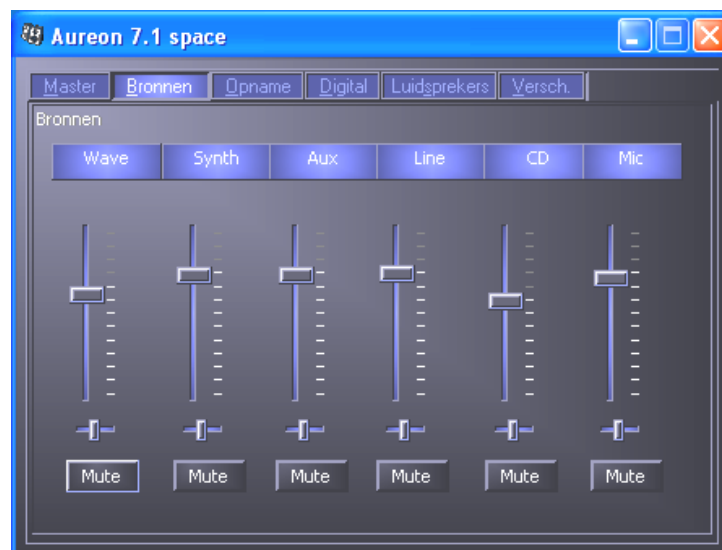 Aureon 7.1 space
Master Bronnen Opname Digital Luidsprekers Versch.
Bronnen
Wave Synth Aux Line CD Mic
Mute Mute Mute Mute Mute Mute